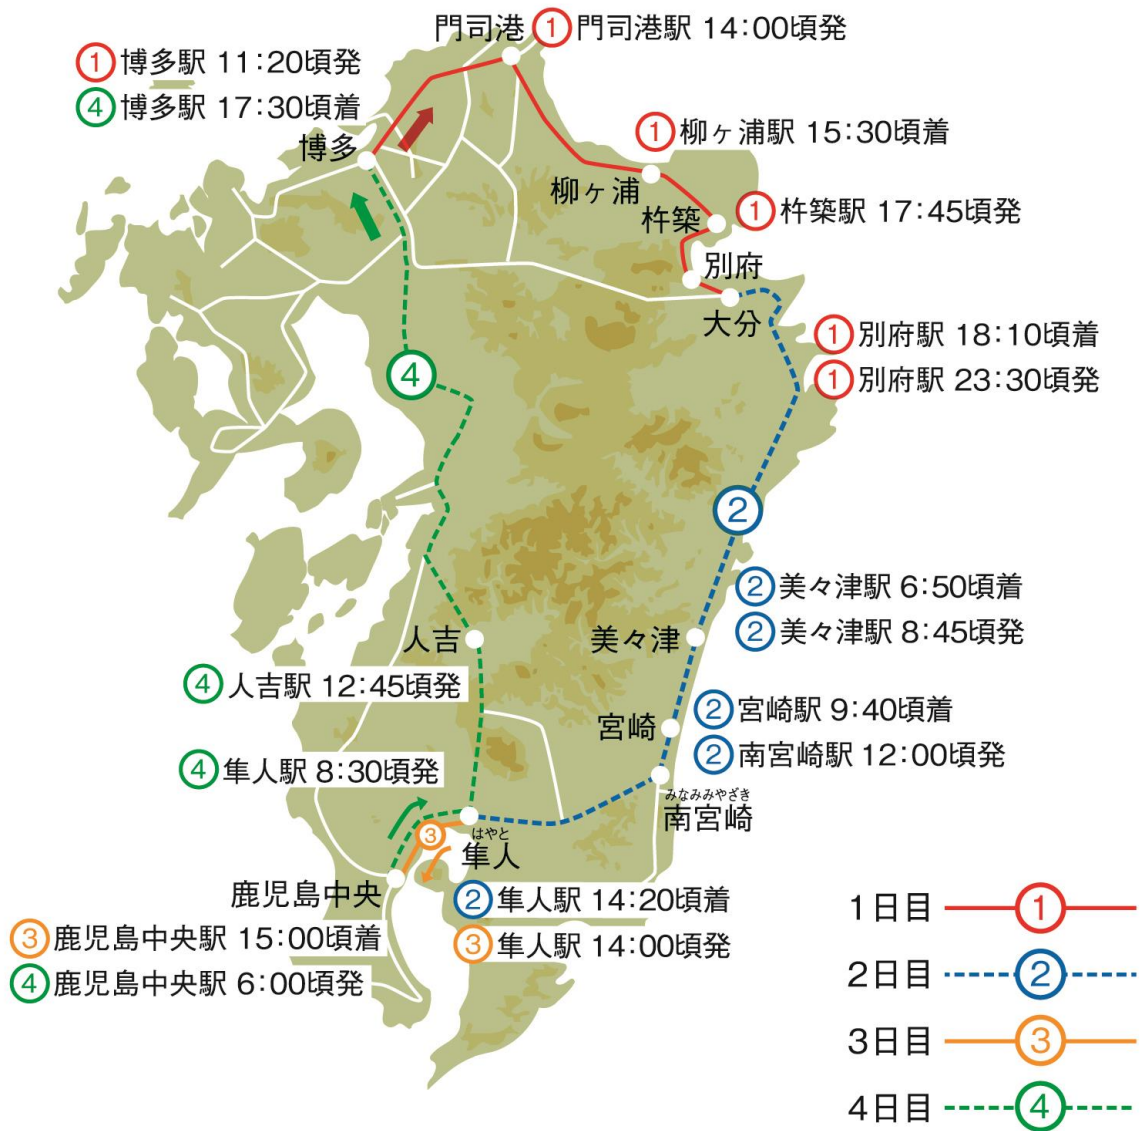 門司港
① 門司港駅 14:00頃発
① 博多駅 11:20頃発
④ 博多駅 17:30頃着
博多
① 柳ヶ浦駅 15:30頃着
柳ヶ浦
杵築
① 杵築駅 17:45頃発
別府
大分
① 別府駅 18:10頃着
① 別府駅 23:30頃発
④
②
② 美々津駅 6:50頃着
② 美々津駅 8:45頃発
人吉
美々津
④ 人吉駅 12:45頃発
② 宮崎駅 9:40頃着
宮崎
② 南宮崎駅 12:00頃発
④ 隼人駅 8:30頃発
みなみみやざき
南宮崎
③
はやと
隼人
鹿児島中央
② 隼人駅 14:20頃着
③ 隼人駅 14:00頃発
③ 鹿児島中央駅 15:00頃着
④ 鹿児島中央駅 6:00頃発
1日目 ①
2日目 ②
3日目 ③
4日目 ④